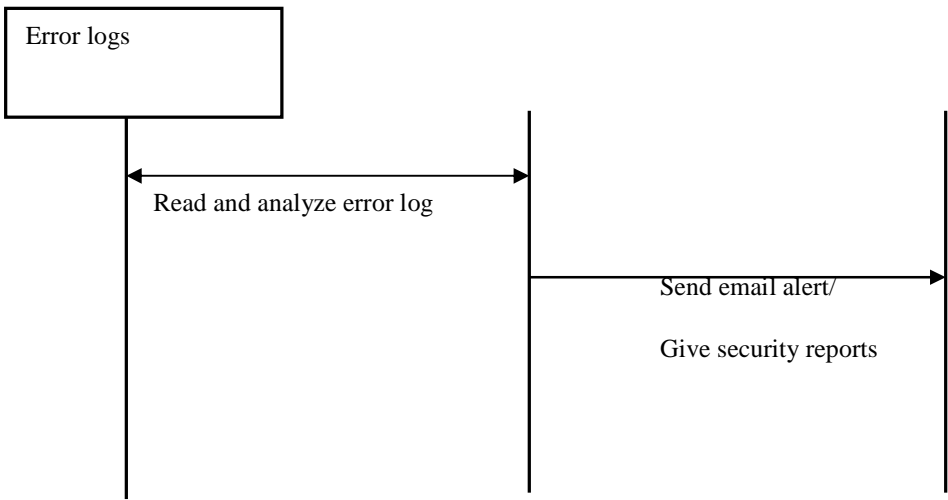 Error logs
Read and analyze error log
Send email alert/
Give security reports